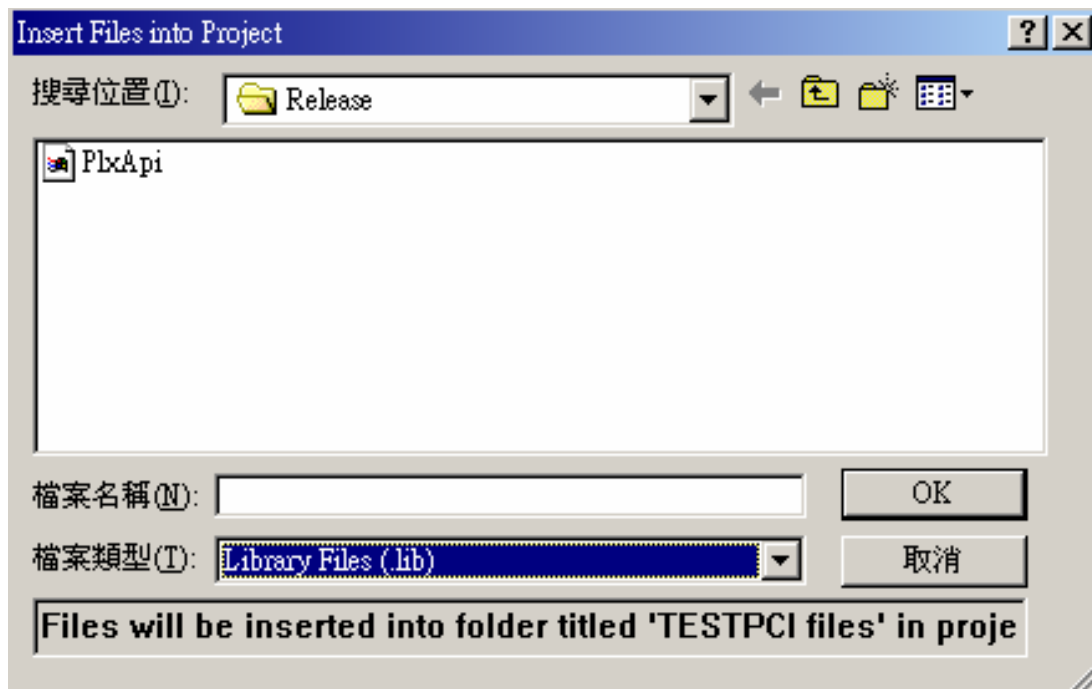 Insert Files into Project
搜尋位置(I): Release
PlxApi
檔案名稱(N): OK
檔案類型(T): Library Files (.lib) 取消
Files will be inserted into folder titled 'TESTPCI files' in proje